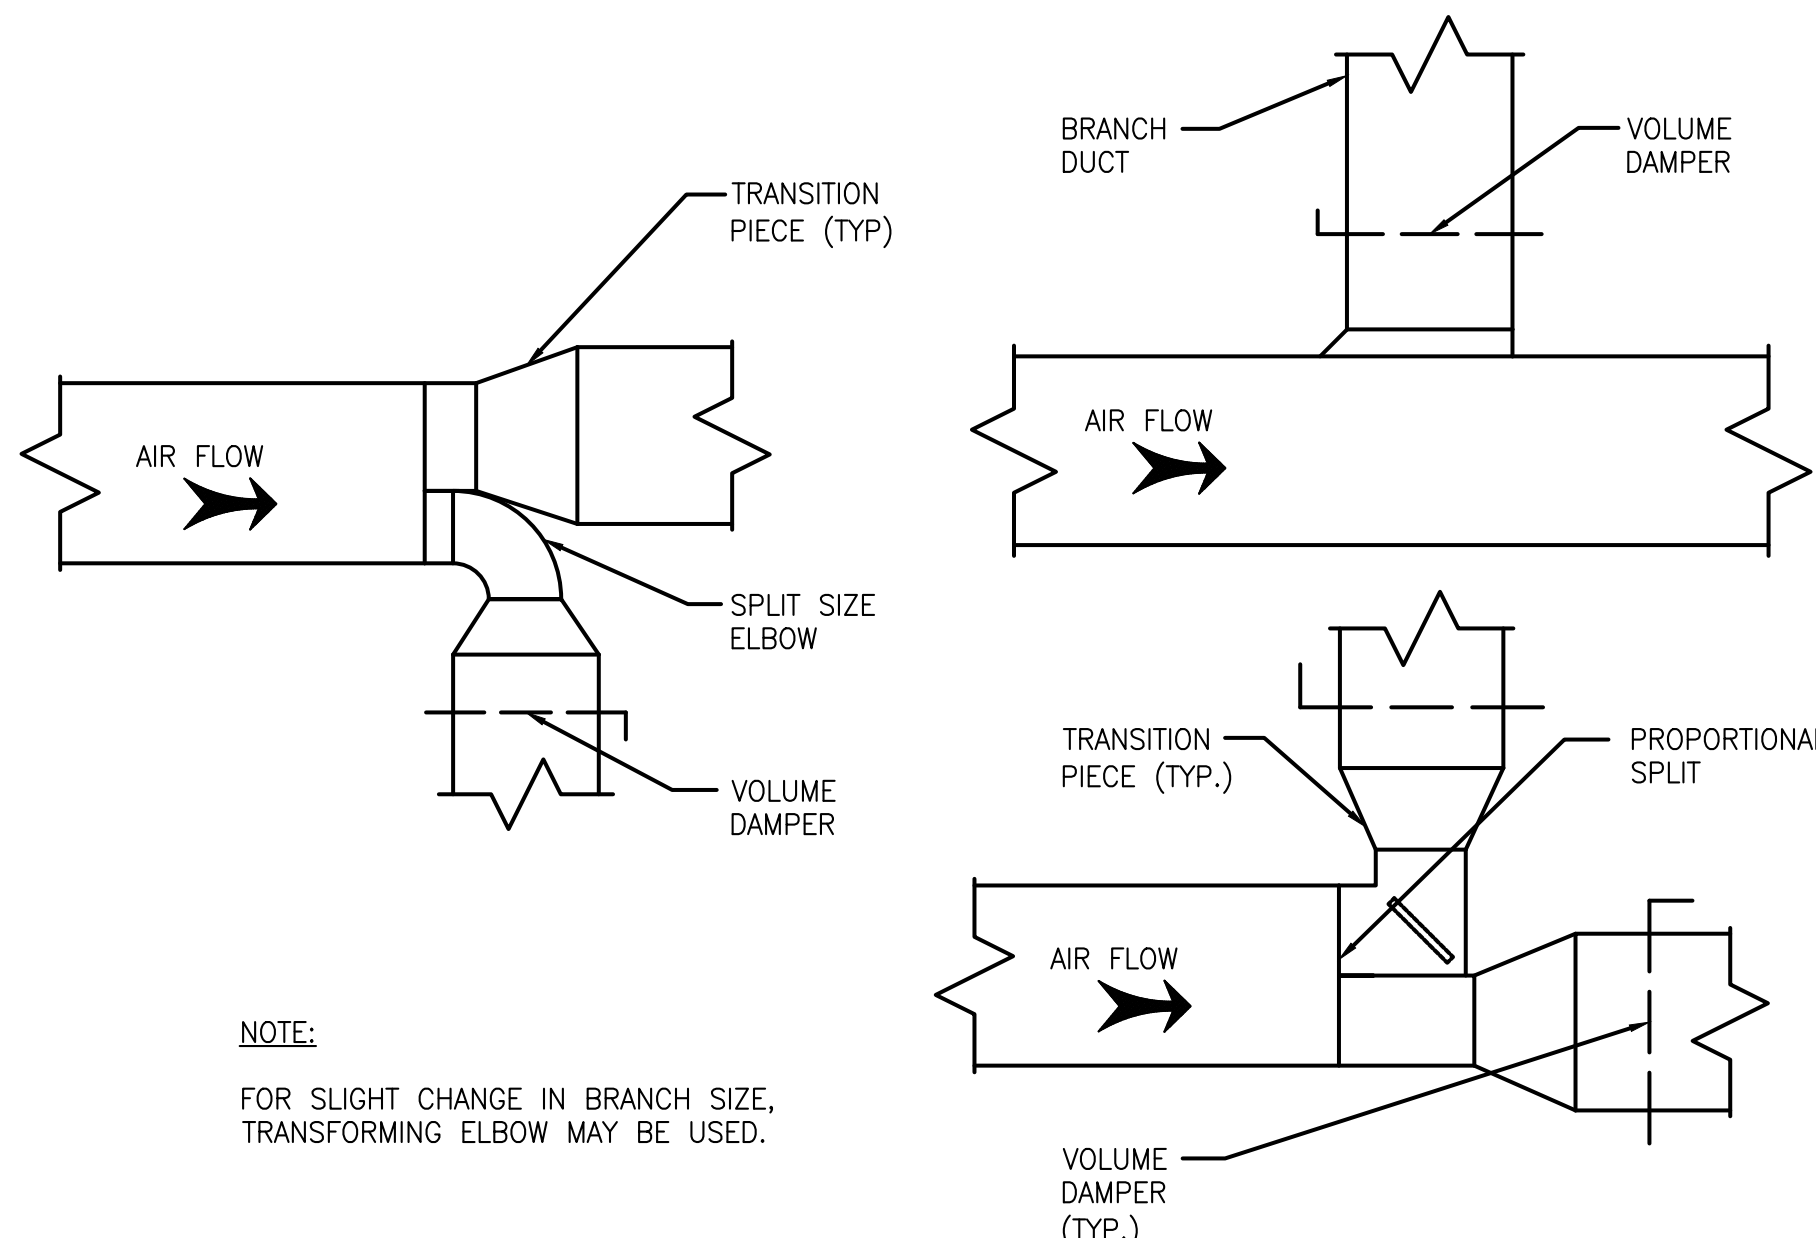 TRANSITION
PIECE (TYP)
AIR FLOW
SPLIT SIZE
ELBOW
VOLUME
DAMPER
NOTE:
FOR SLIGHT CHANGE IN BRANCH SIZE,
TRANSFORMING ELBOW MAY BE USED.
BRANCH
DUCT
VOLUME
DAMPER
AIR FLOW
TRANSITION
PIECE (TYP.)
PROPORTIONAL
SPLIT
AIR FLOW
VOLUME
DAMPER
(TYP.)